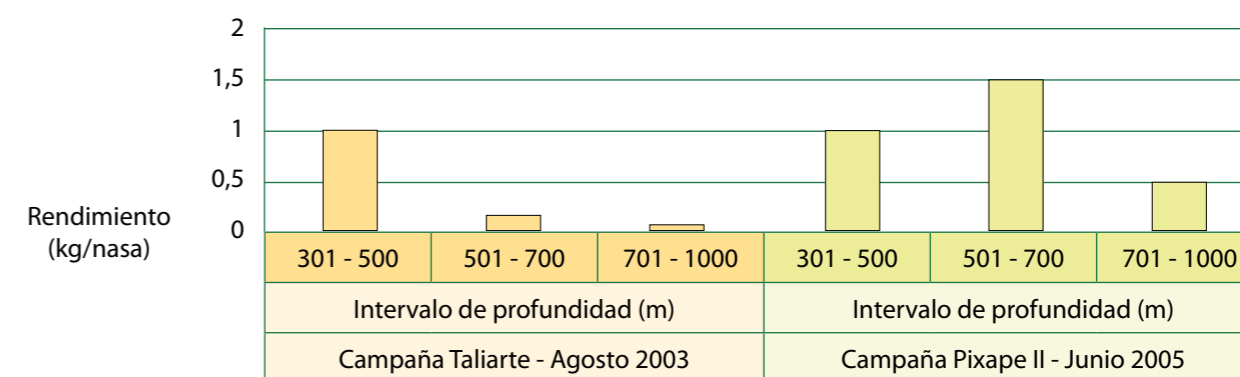 2
1,5
1
0,5
0
Rendimiento
(kg/nasa)
301 - 500 501 - 700 701 - 1000 301 - 500 501 - 700 701 - 1000
Intervalo de profundidad (m) Intervalo de profundidad (m)
Campaña Taliarte - Agosto 2003 Campaña Pixape II - Junio 2005